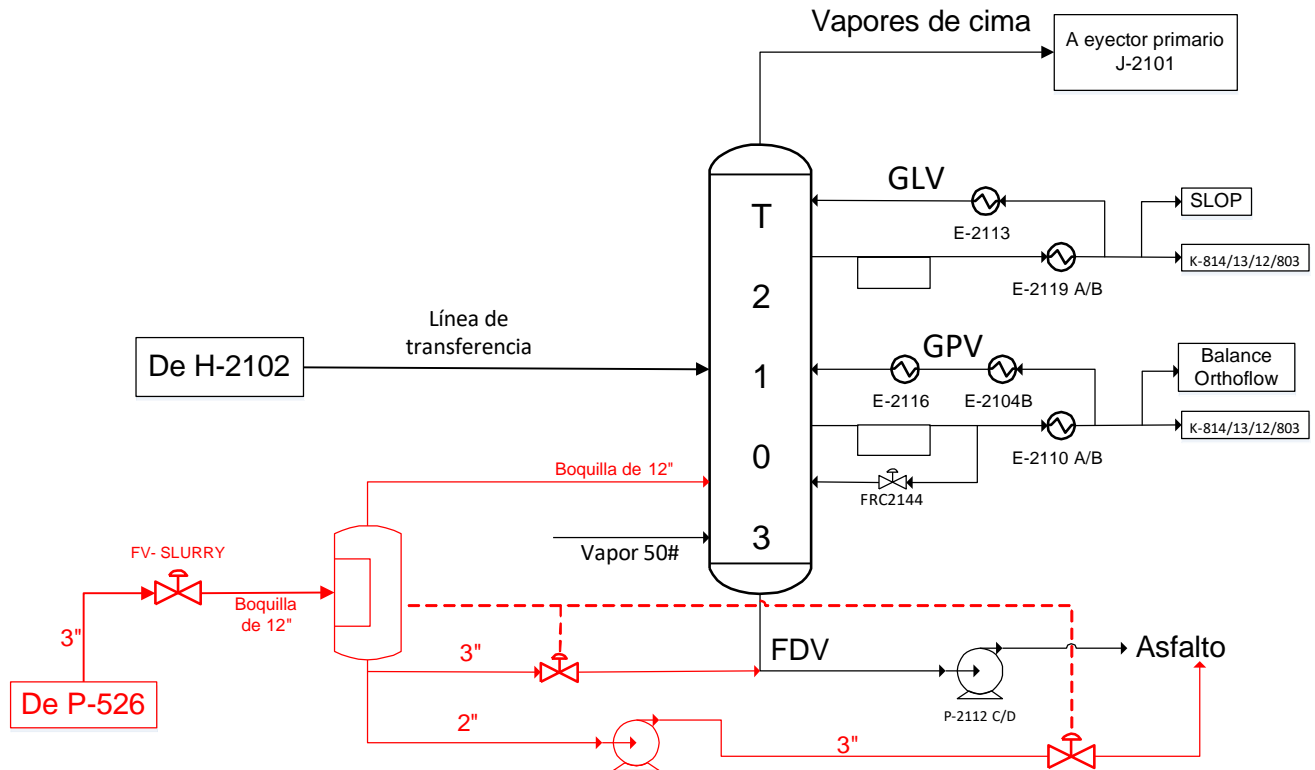 Vapores de cima
A eyector primario
J-2101
GLV
T
SLOP
E-2113
K-814/13/12/803
E-2119 A/B
2
Línea de
transferencia
De H-2102
1
GPV
Balance
Orthoflow
E-2116
E-2104B
K-814/13/12/803
E-2110 A/B
0
Boquilla de 12"
FRC2144
3
Vapor 50#
FV- SLURRY
Boquilla
de 12"
3"
3"
FDV
Asfalto
De P-526
P-2112 C/D
2"
3"